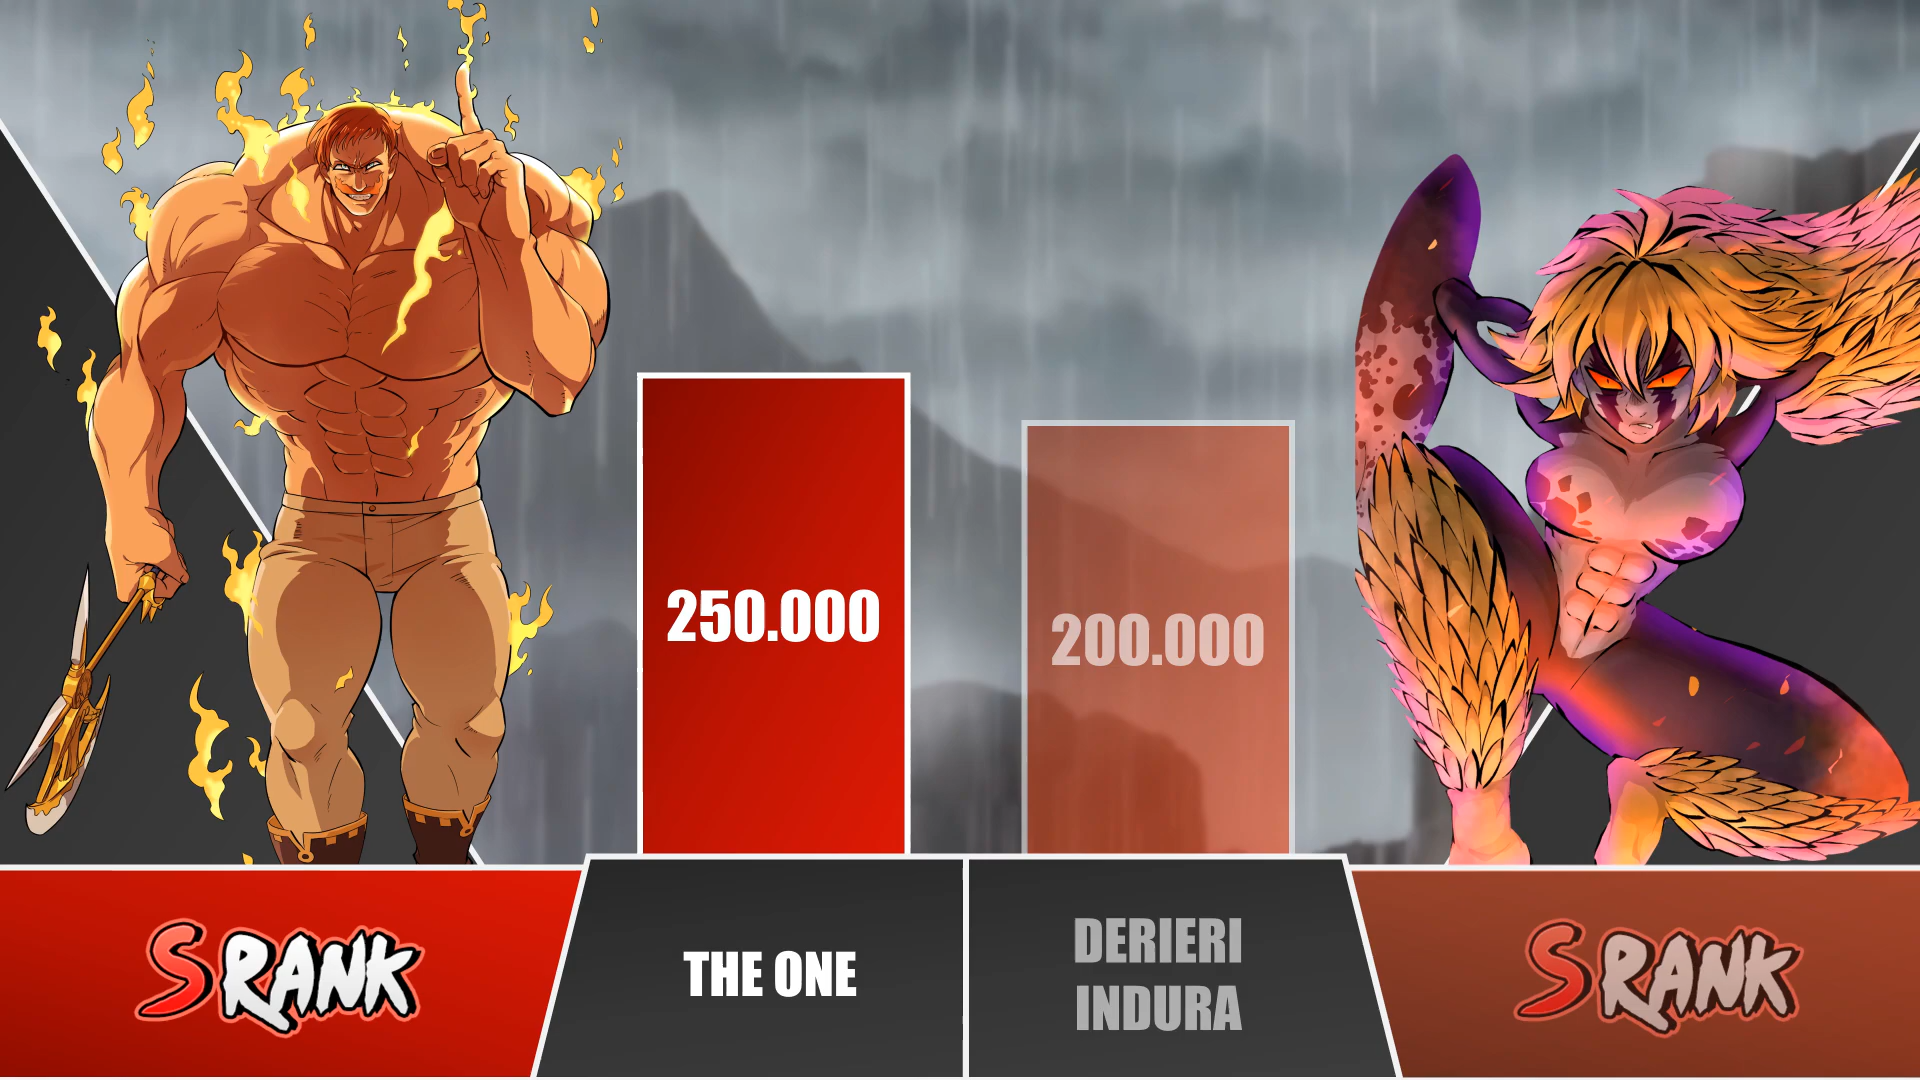 250.000
200.000
S RANK
THE ONE
DERIERI
INDURA
S RANK